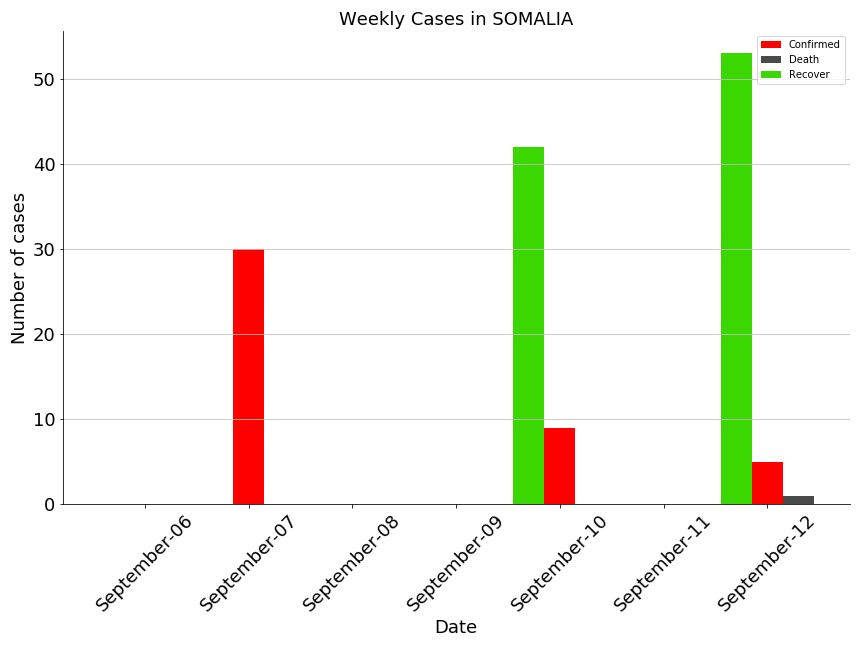 Weekly Cases in SOMALIA
Confirmed
Death
Recover
Number of cases
50
40
30
20
10
0
September-06
September-07
September-08
September-09
September-10
September-11
September-12
Date